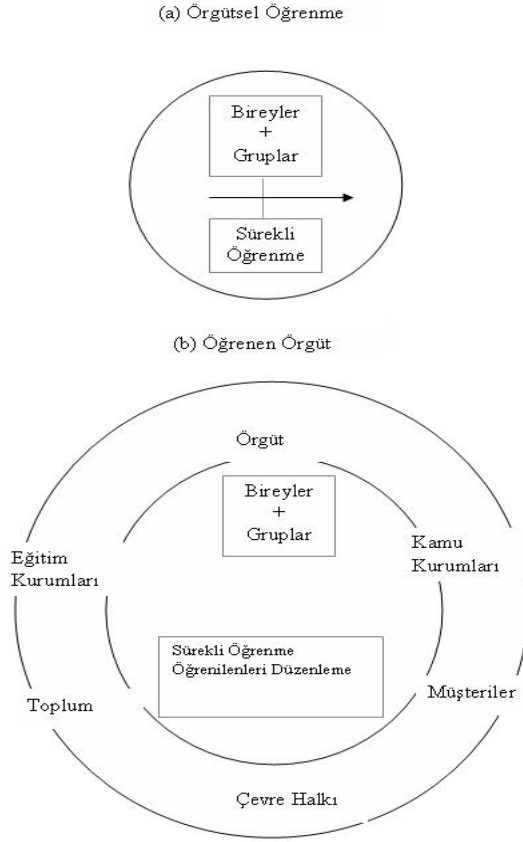 (a) Örgütsel Öğrenme
Bireyler
+
Gruplar
Sürekli
Öğrenme
(b) Öğrenen Örgüt
Örgüt
Bireyler
+
Gruplar
Eğitim
Kurumları
Kamu
Kurumları
Sürekli Öğrenme
Öğrenilenleri Düzenleme
Toplum
Müşteriler
Çevre Halkı